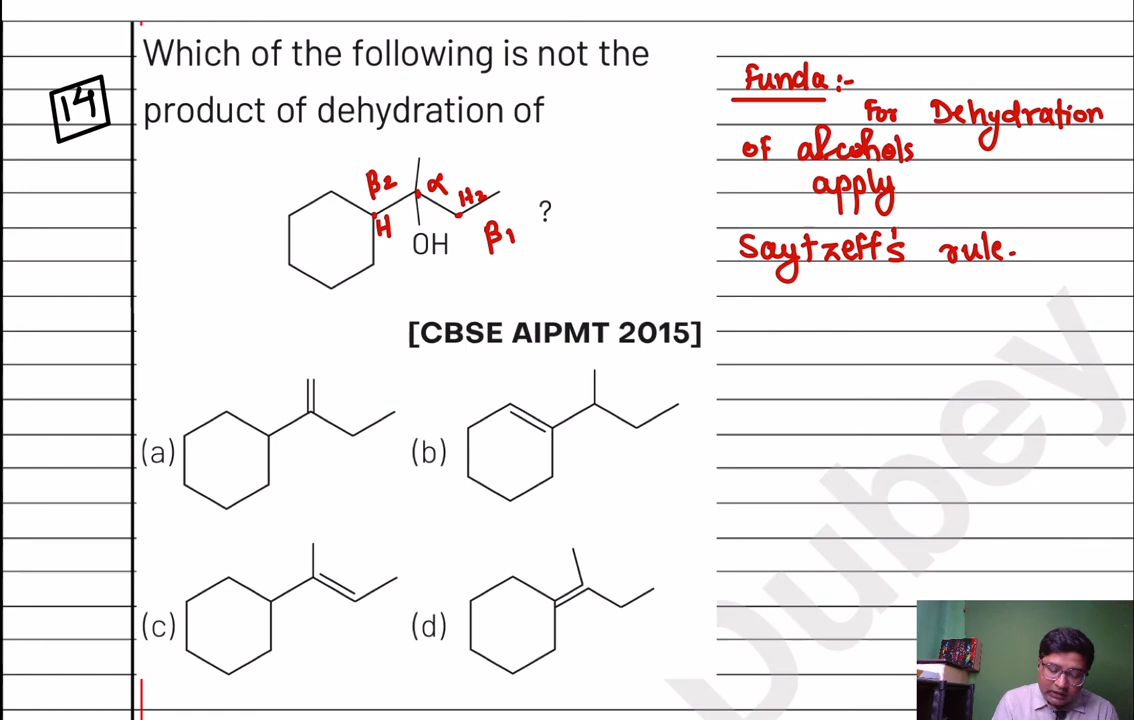 14
Which of the following is not the
product of dehydration of
β2
α
H2
H
β1
OH
?
[CBSE AIPMT 2015]
(a)
(b)
(c)
(d)
Funda :-
For Dehydration
of alcohols
apply
Saytzeff's rule.
Dubey